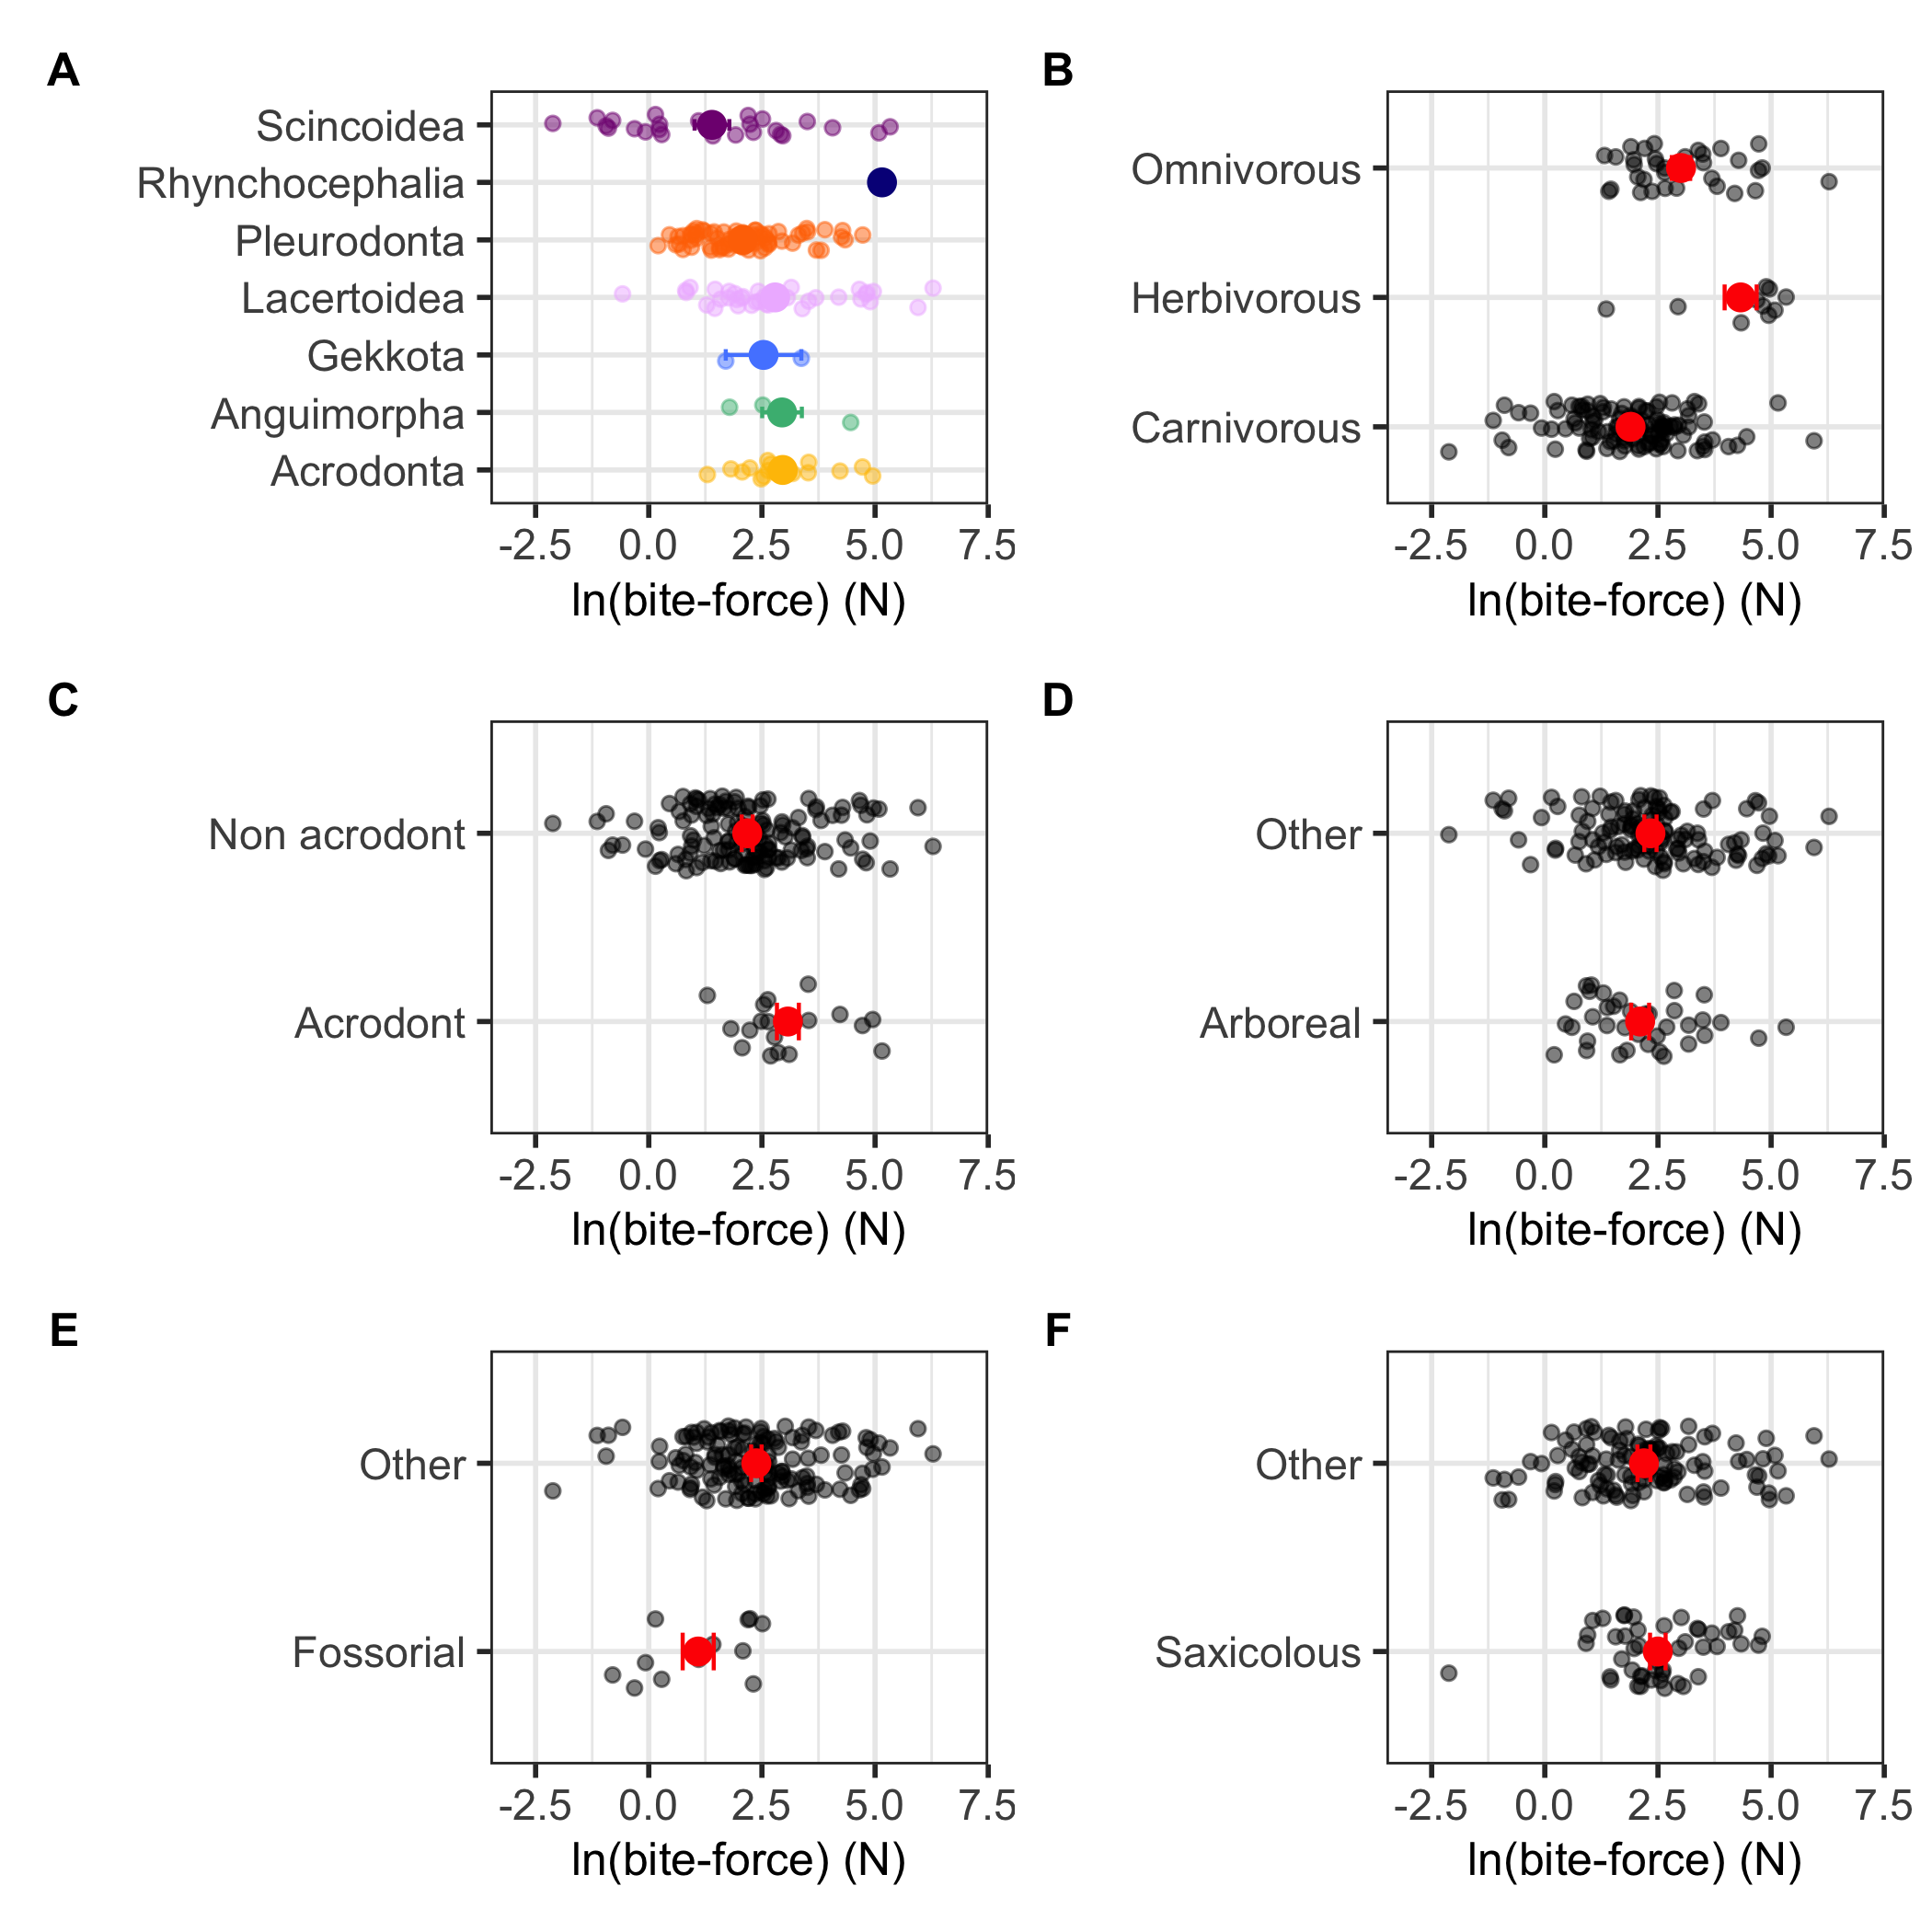 A
Scincoidea
Rhynchocephalia
Pleurodonta
Lacertoidea
Gekkota
Anguimorpha
Acrodonta
-2.5 0.0 2.5 5.0 7.5
ln(bite-force) (N)
B
Omnivorous
Herbivorous
Carnivorous
-2.5 0.0 2.5 5.0 7.5
ln(bite-force) (N)
C
Non acrodont
Acrodont
-2.5 0.0 2.5 5.0 7.5
ln(bite-force) (N)
D
Other
Arboreal
-2.5 0.0 2.5 5.0 7.5
ln(bite-force) (N)
E
Other
Fossorial
-2.5 0.0 2.5 5.0 7.5
ln(bite-force) (N)
F
Other
Saxicolous
-2.5 0.0 2.5 5.0 7.5
ln(bite-force) (N)